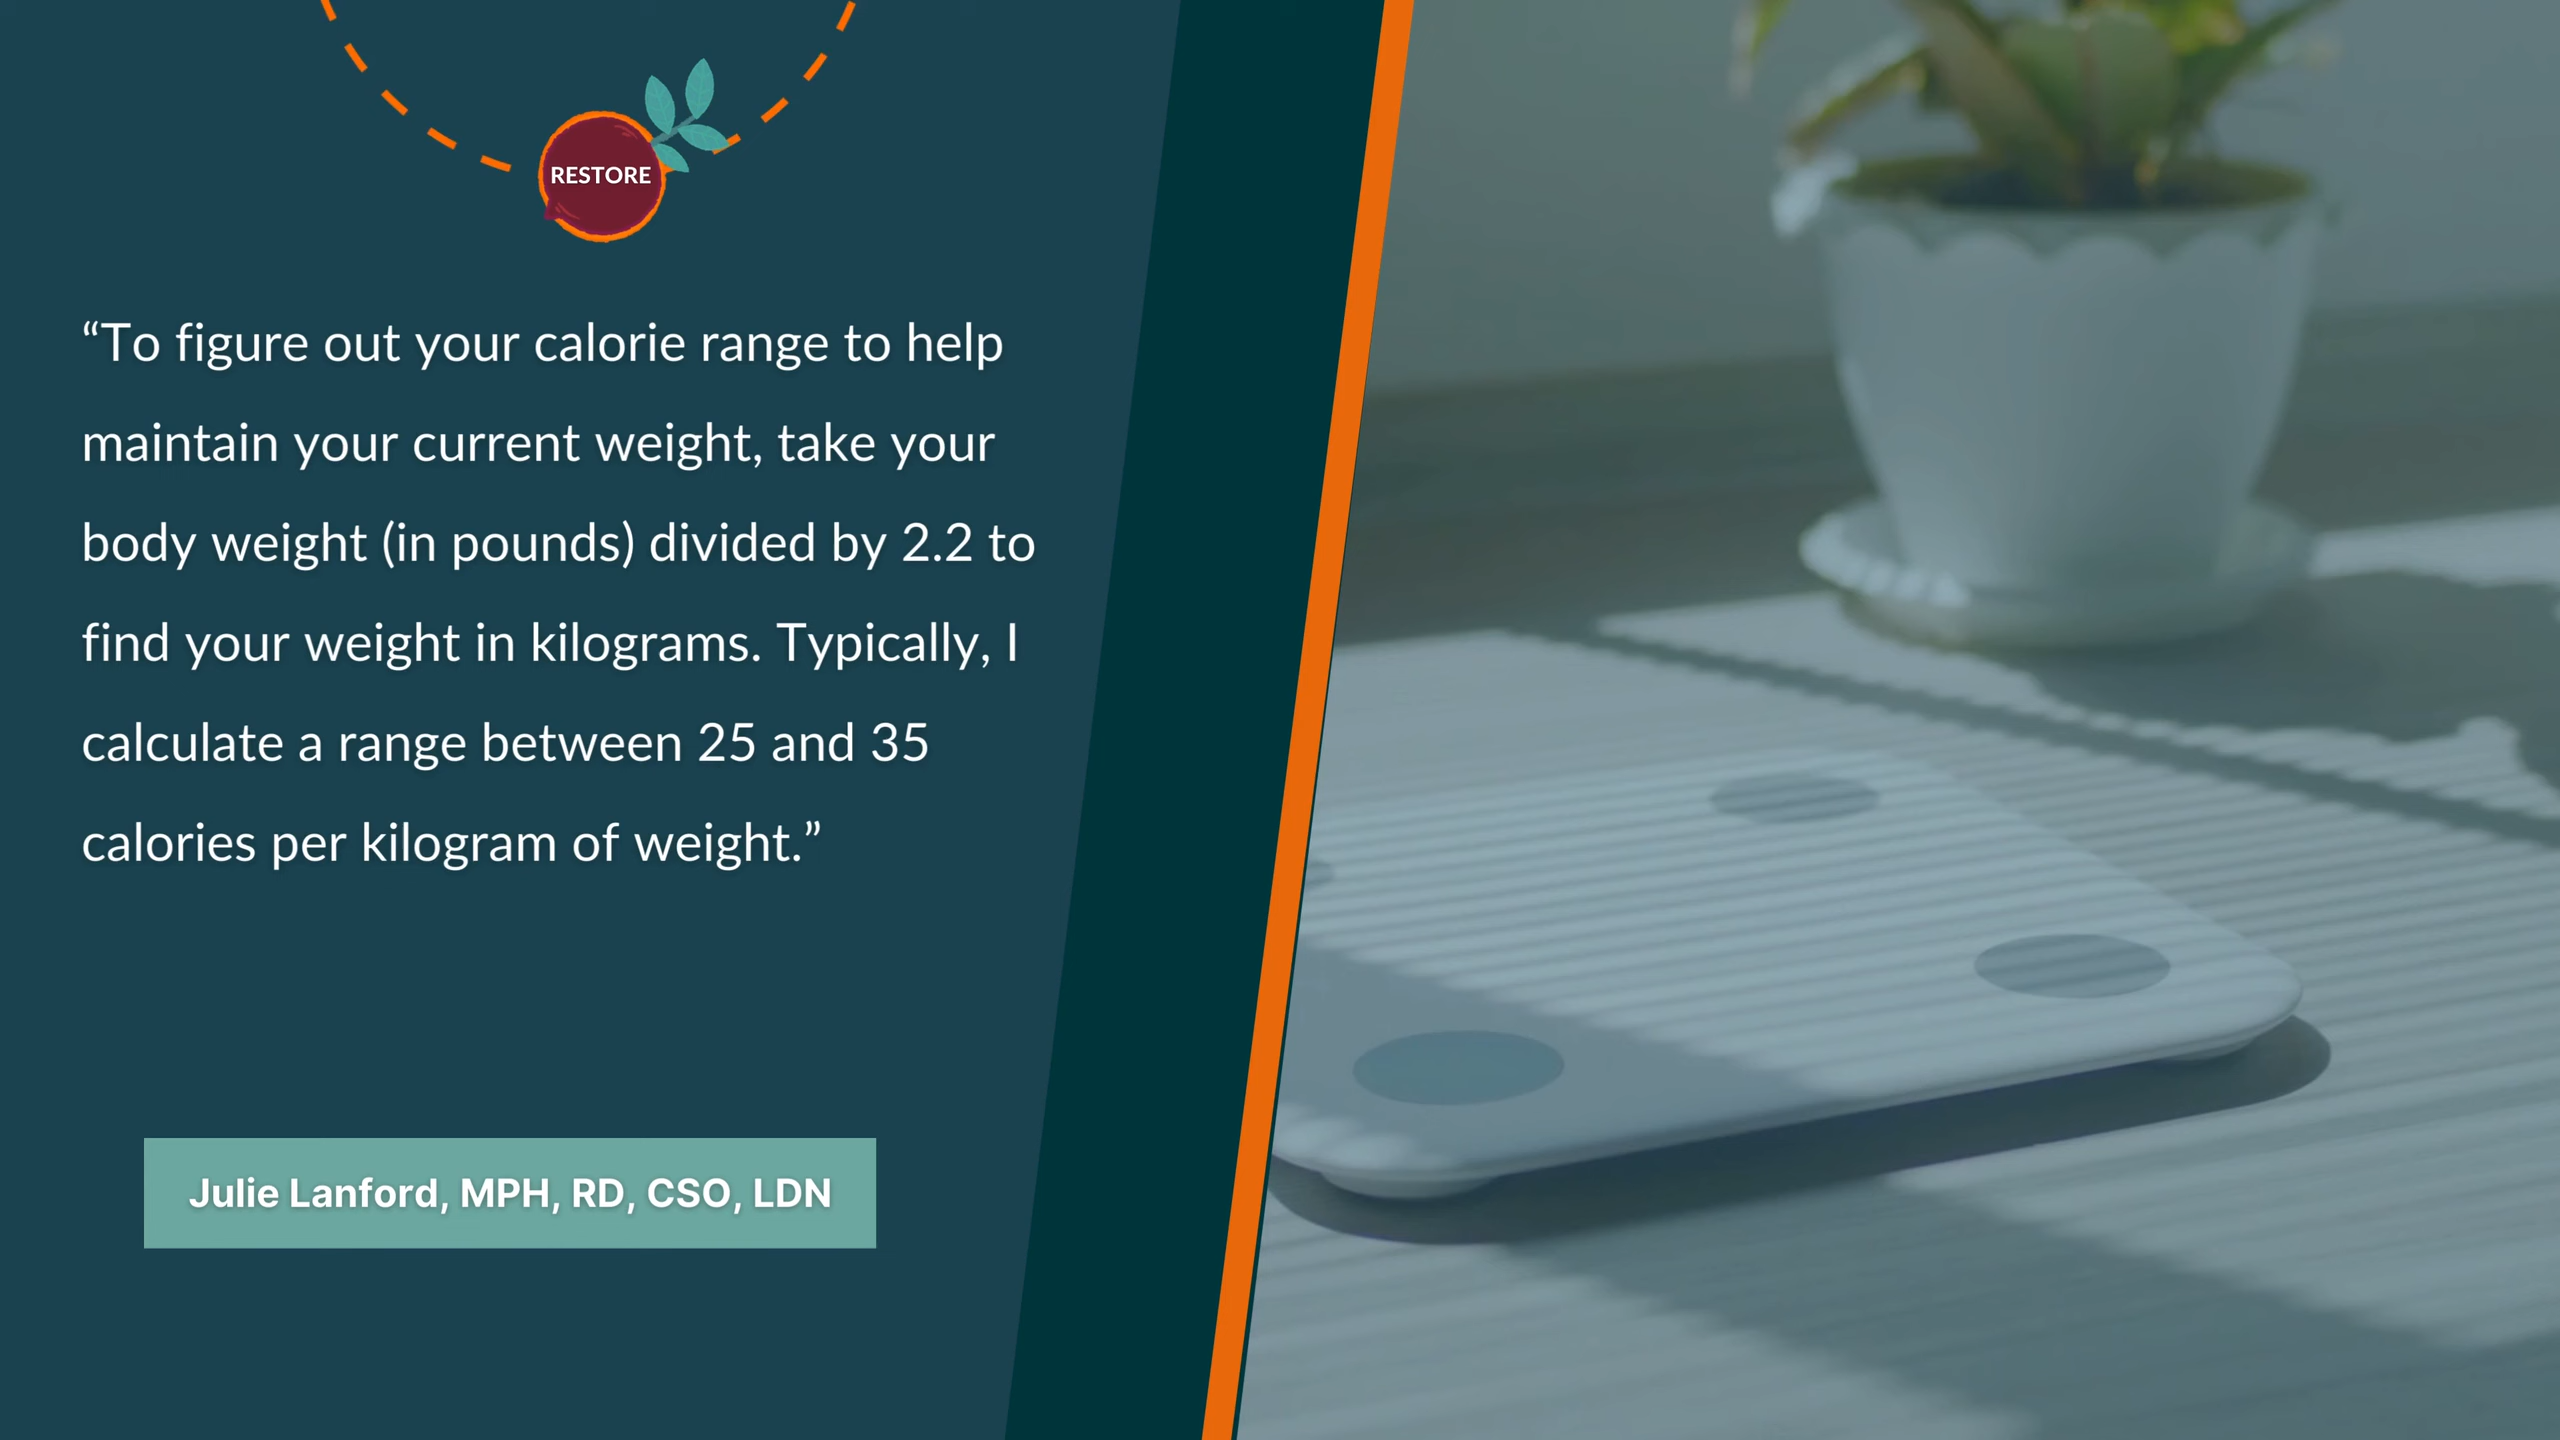 RESTORE
“To figure out your calorie range to help
maintain your current weight, take your
body weight (in pounds) divided by 2.2 to
find your weight in kilograms. Typically, I
calculate a range between 25 and 35
calories per kilogram of weight.”
Julie Lanford, MPH, RD, CSO, LDN